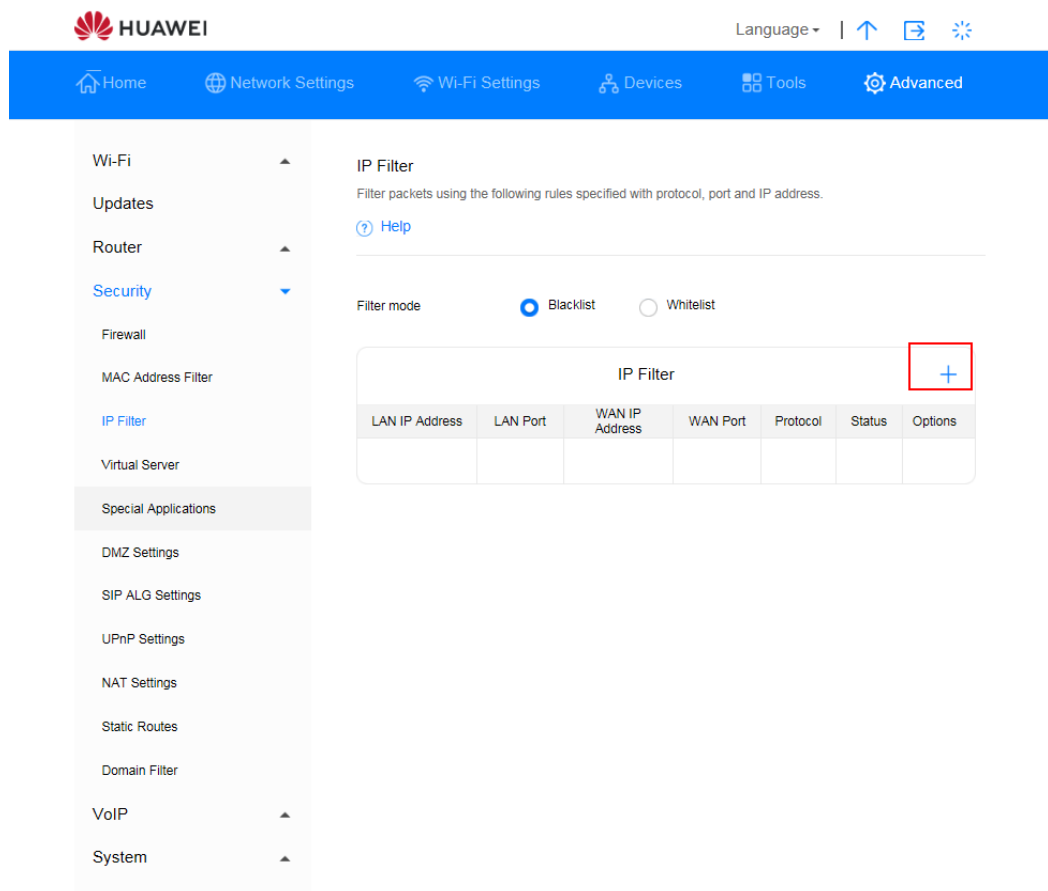 HUAWEI
Language
Home Network Settings Wi-Fi Settings Devices Tools Advanced
Wi-Fi
Updates
Router
Security
Firewall
MAC Address Filter
IP Filter
Virtual Server
Special Applications
DMZ Settings
SIP ALG Settings
UPnP Settings
NAT Settings
Static Routes
Domain Filter
VoIP
System
IP Filter
Filter packets using the following rules specified with protocol, port and IP address.
? Help
Filter mode Blacklist Whitelist
IP Filter +
LAN IP Address LAN Port WAN IP Address WAN Port Protocol Status Options